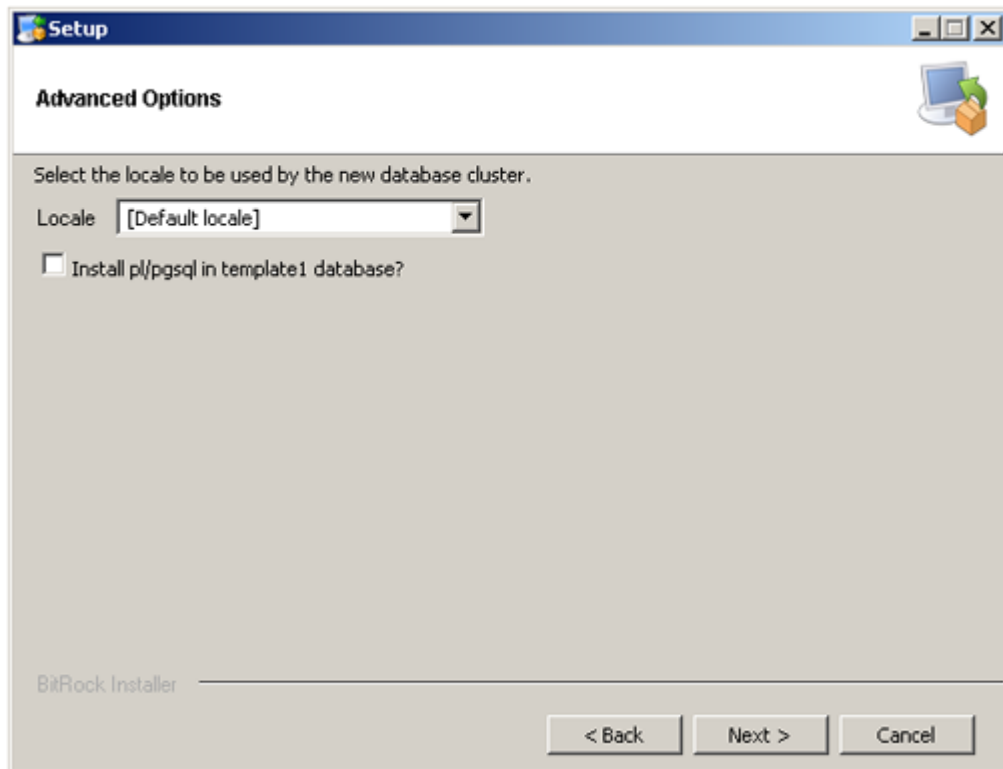 Setup
Advanced Options
Select the locale to be used by the new database cluster.
Locale [Default locale]
Install pl/pgsql in template1 database?
BitRock Installer
< Back Next > Cancel